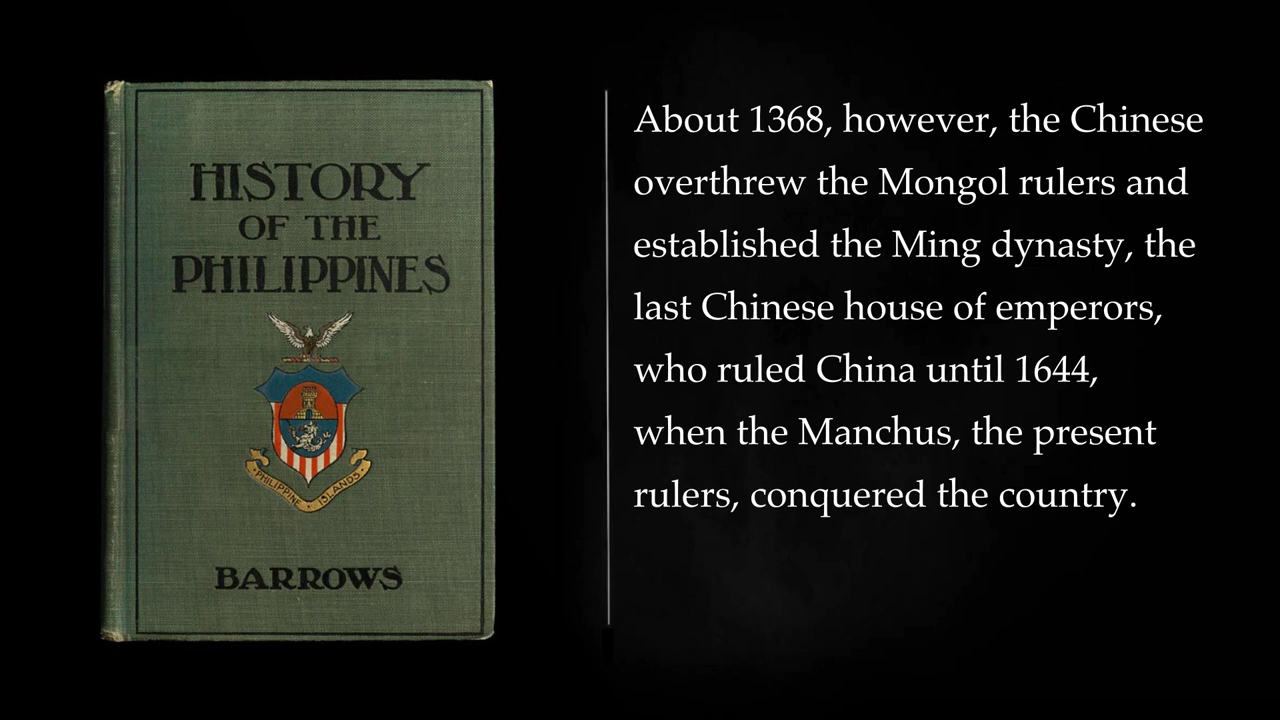 HISTORY
OF THE
PHILIPPINES
PHILIPPINE ISLANDS
BARROWS
About 1368, however, the Chinese
overthrew the Mongol rulers and
established the Ming dynasty, the
last Chinese house of emperors,
who ruled China until 1644,
when the Manchus, the present
rulers, conquered the country.